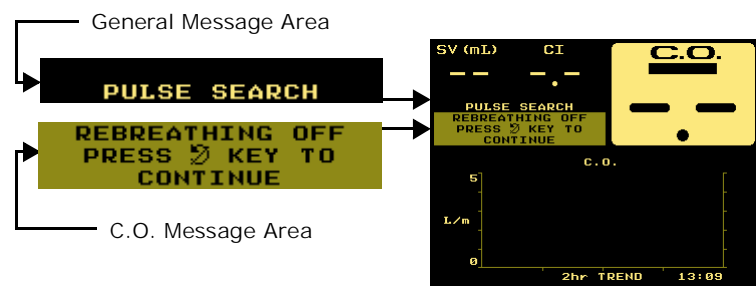 General Message Area
PULSE SEARCH
REBREATHING OFF
PRESS KEY TO
CONTINUE
C.O. Message Area
SV (mL) CI
-- -.-
PULSE SEARCH
REBREATHING OFF
PRESS KEY TO
CONTINUE
C.O.
-- --
.
C.O.
5
L/m
0
2hr TREND 13:09